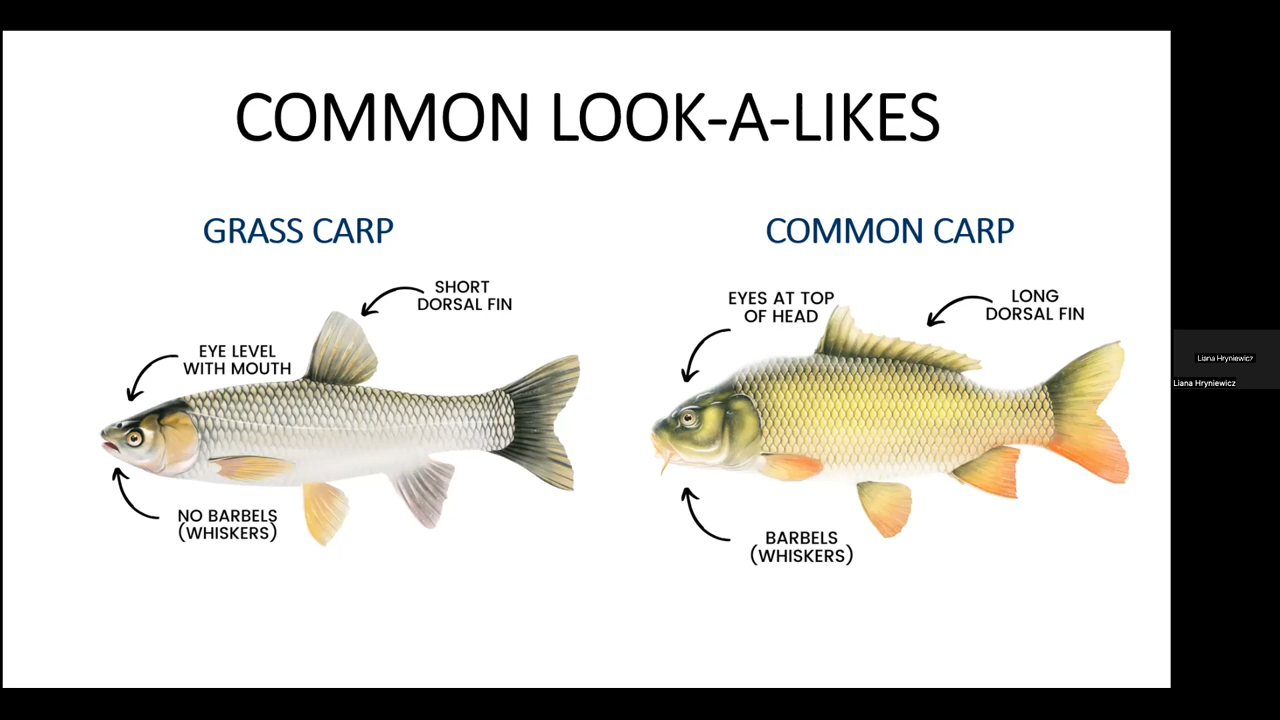 COMMON LOOK-A-LIKES
GRASS CARP
SHORT
DORSAL FIN
EYE LEVEL
WITH MOUTH
NO BARBELS
(WHISKERS)
COMMON CARP
EYES AT TOP
OF HEAD
LONG
DORSAL FIN
BARBELS
(WHISKERS)
Liana Hryniewicz
Liana Hryniewicz